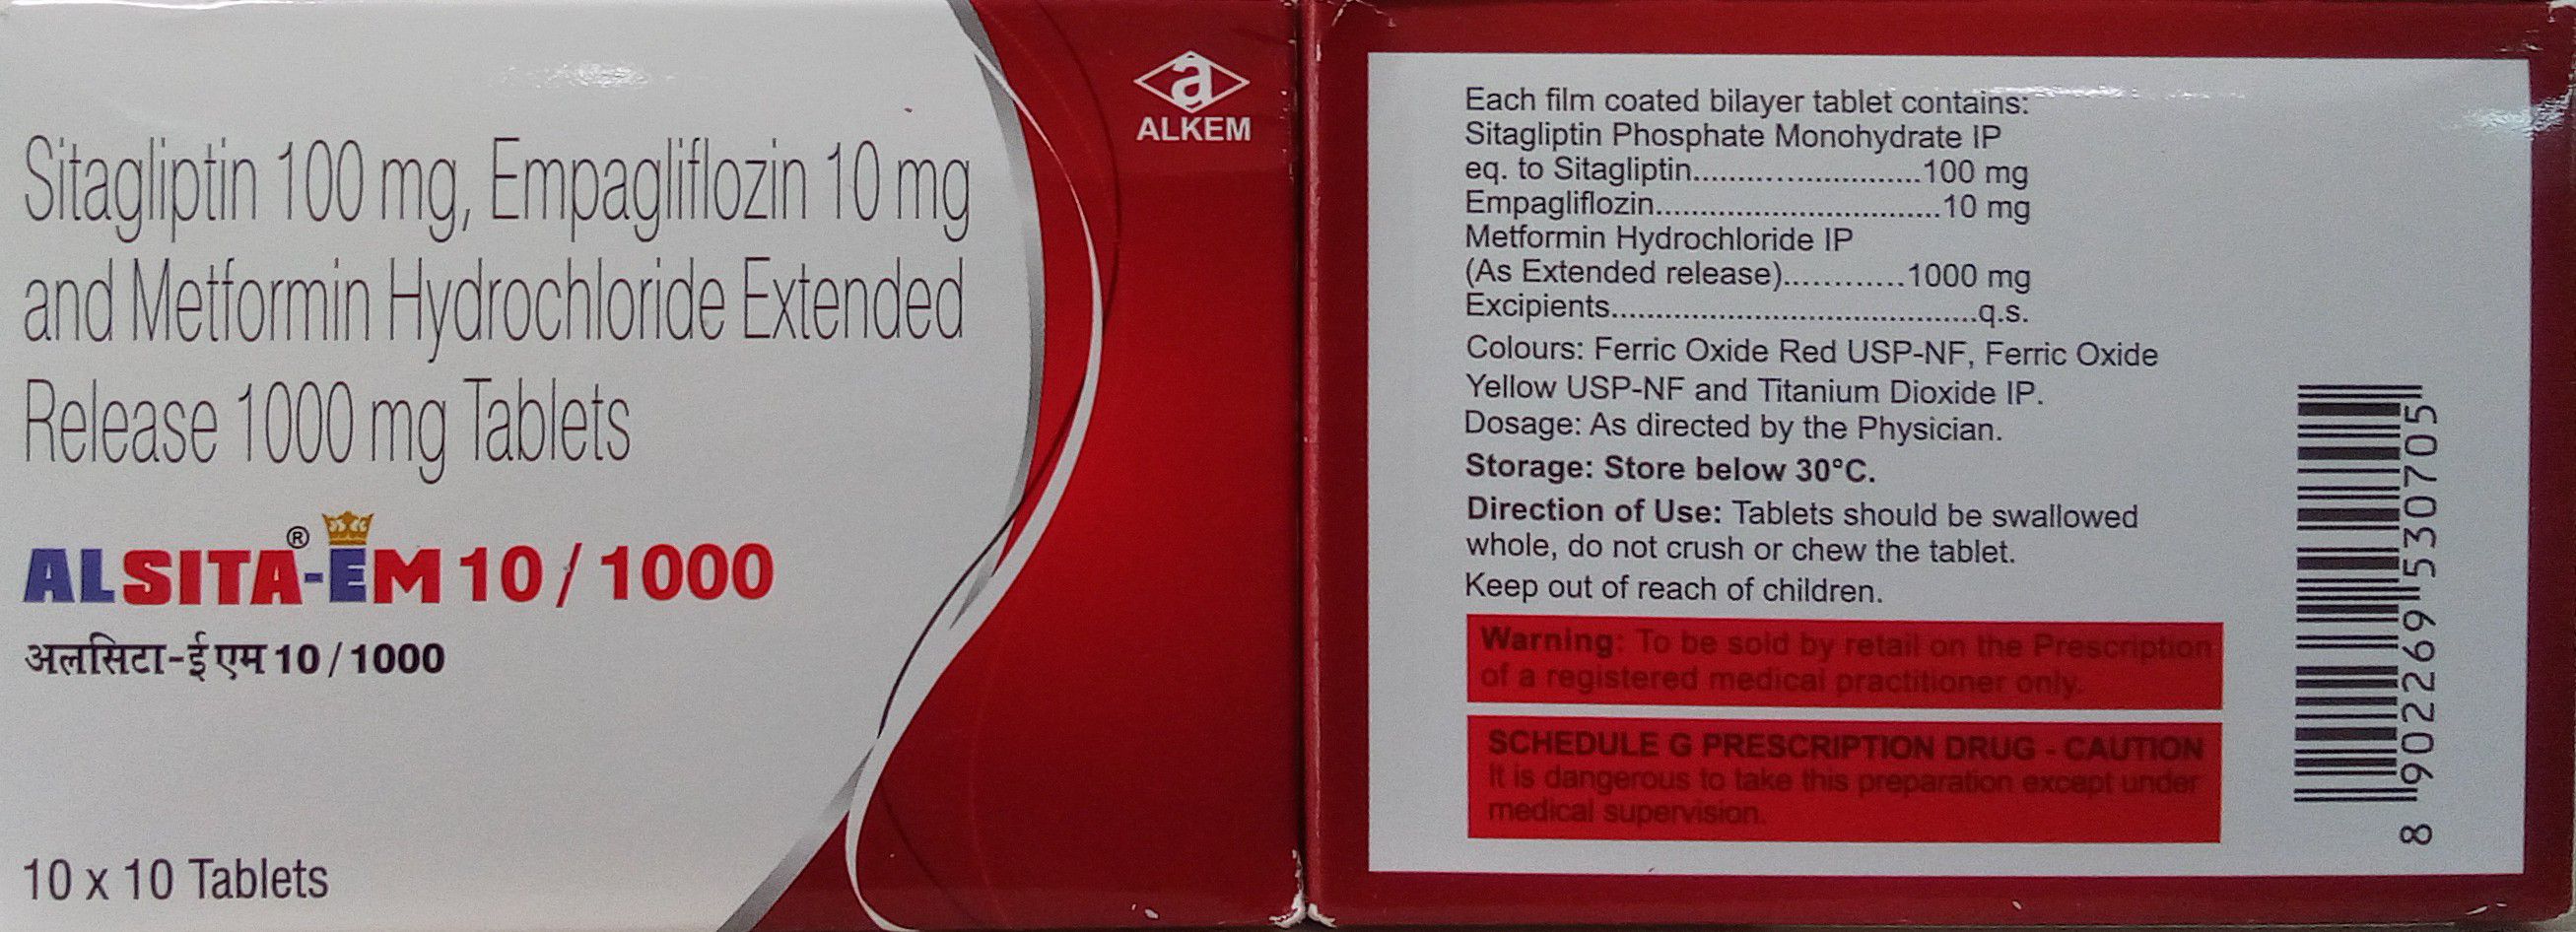 Sitagliptin 100 mg, Empagliflozin 10 mg
and Metformin Hydrochloride Extended
Release 1000 mg Tablets
ALSITA®-EM 10 / 1000
अलसिटा-ई एम 10 / 1000
10 x 10 Tablets
a
ALKEM
Each film coated bilayer tablet contains:
Sitagliptin Phosphate Monohydrate IP
eq. to Sitagliptin..........................100 mg
Empagliflozin................................10 mg
Metformin Hydrochloride IP
(As Extended release).............1000 mg
Excipients.........................................q.s.
Colours: Ferric Oxide Red USP-NF, Ferric Oxide
Yellow USP-NF and Titanium Dioxide IP.
Dosage: As directed by the Physician.
Storage: Store below 30°C.
Direction of Use: Tablets should be swallowed
whole, do not crush or chew the tablet.
Keep out of reach of children.
Warning: To be sold by retail on the Prescription
of a registered medical practitioner only.
SCHEDULE G PRESCRIPTION DRUG - CAUTION
It is dangerous to take this preparation except under
medical supervision.
8 902269 530705